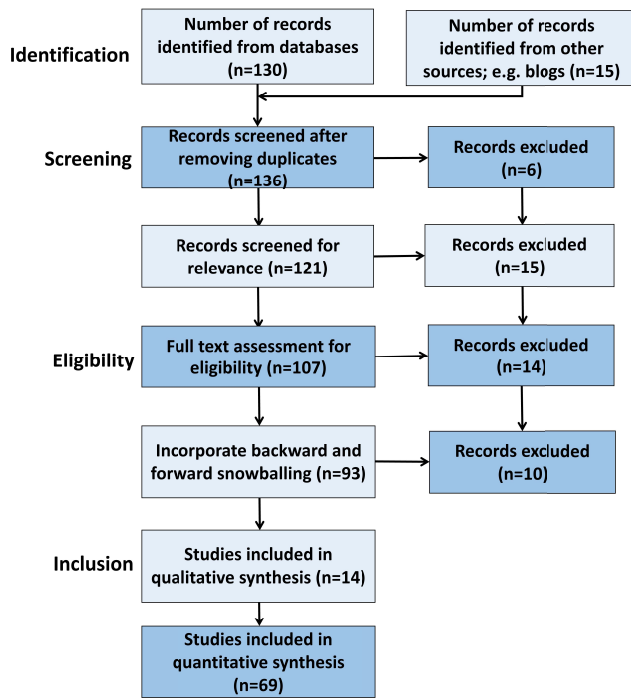 Identification
Number of records
identified from databases
(n=130)
Number of records
identified from other
sources; e.g. blogs (n=15)
Screening
Records screened after
removing duplicates
(n=136)
Records excluded
(n=6)
Records screened for
relevance (n=121)
Records excluded
(n=15)
Eligibility
Full text assessment for
eligibility (n=107)
Records excluded
(n=14)
Incorporate backward and
forward snowballing (n=93)
Records excluded
(n=10)
Inclusion
Studies included in
qualitative synthesis (n=14)
Studies included in
quantitative synthesis
(n=69)